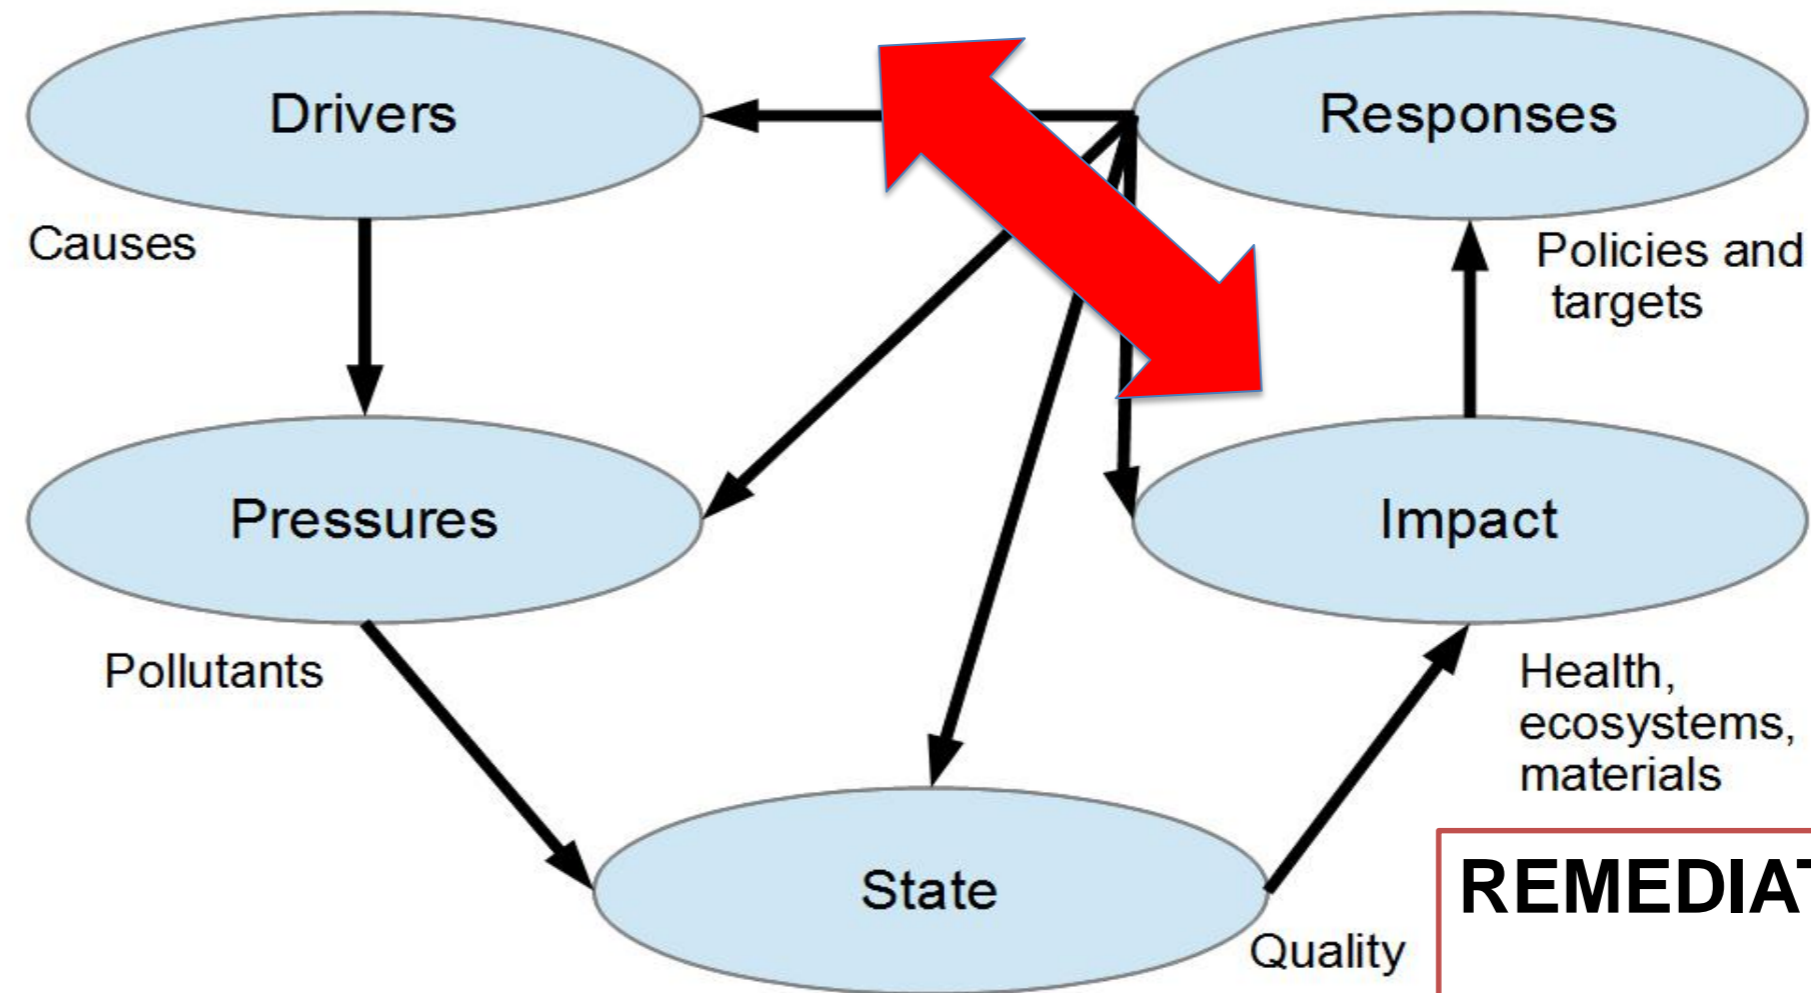 Drivers
Responses
Causes
Policies and
targets
Pressures
Impact
Pollutants
Health,
ecosystems,
materials
State
Quality